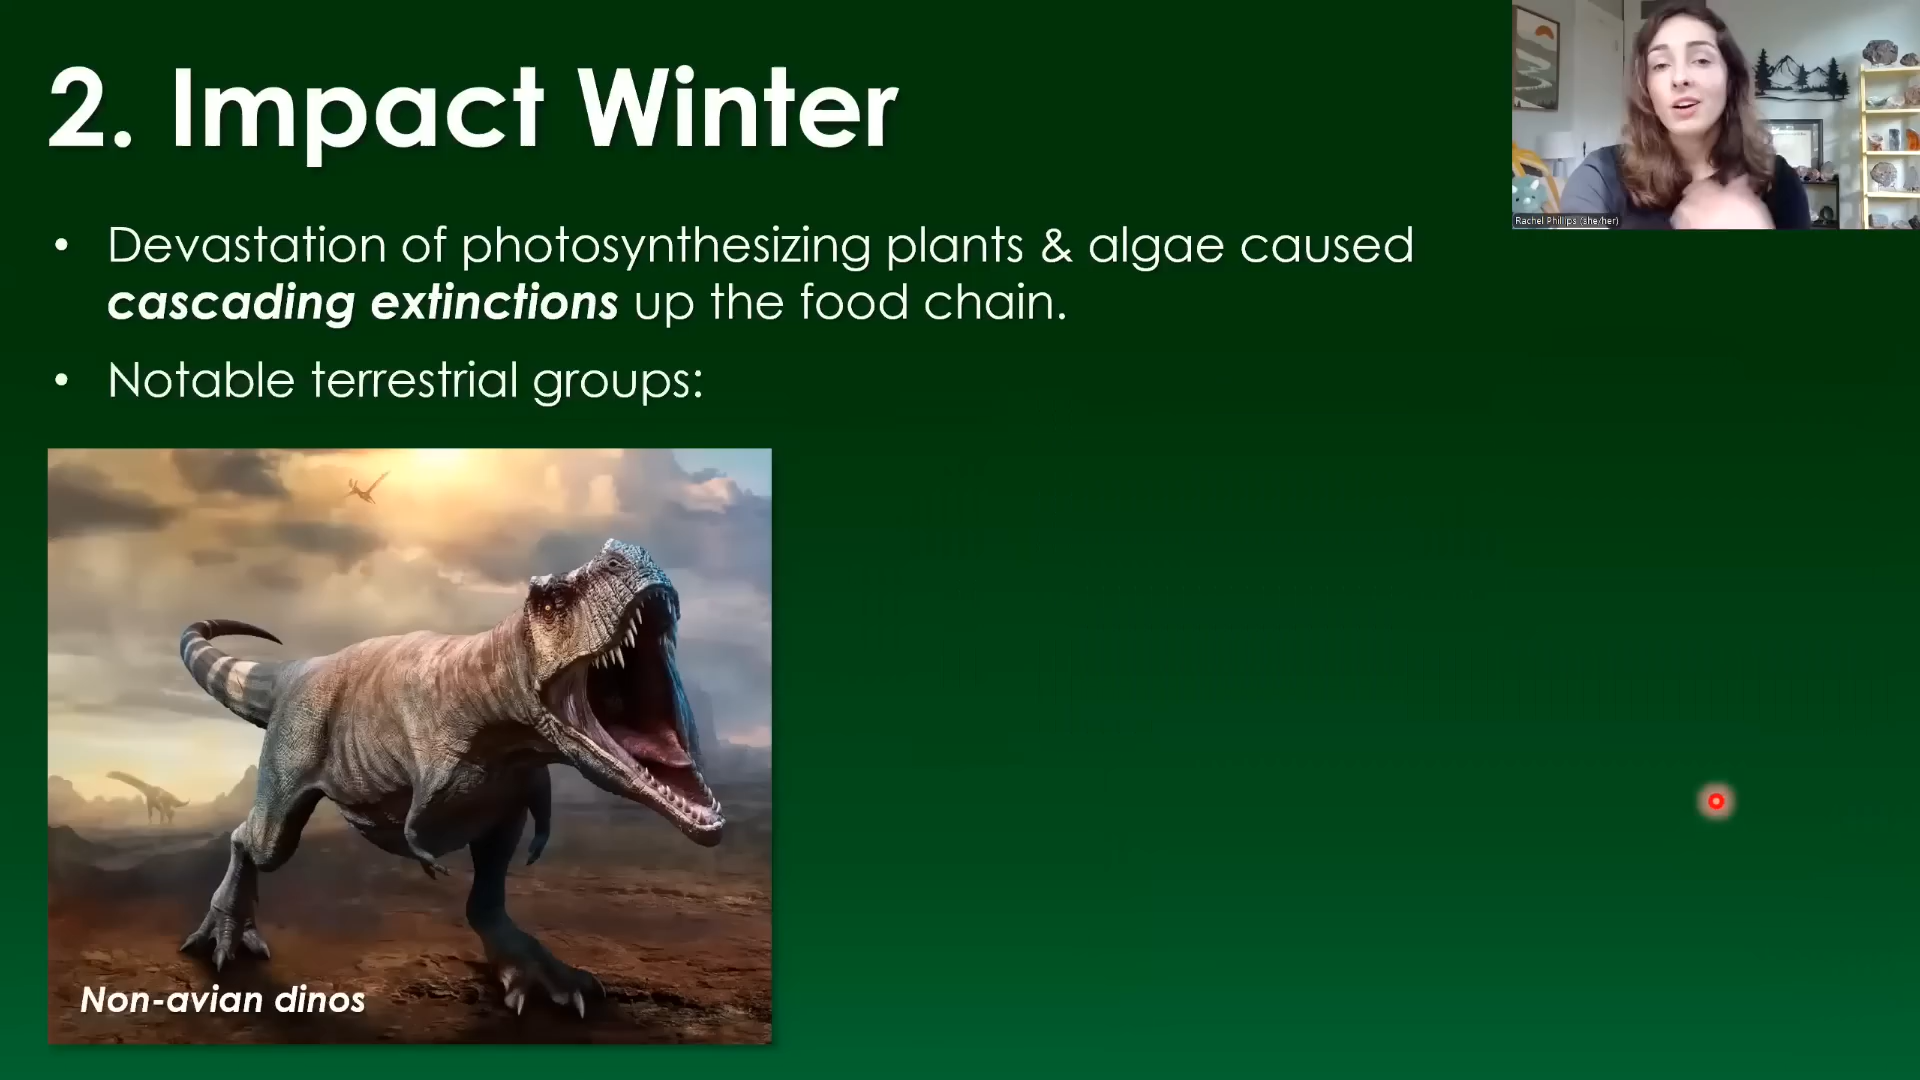 2. Impact Winter
Rachel Phillips (she/her)
• Devastation of photosynthesizing plants & algae caused
cascading extinctions up the food chain.
• Notable terrestrial groups:
Non-avian dinos